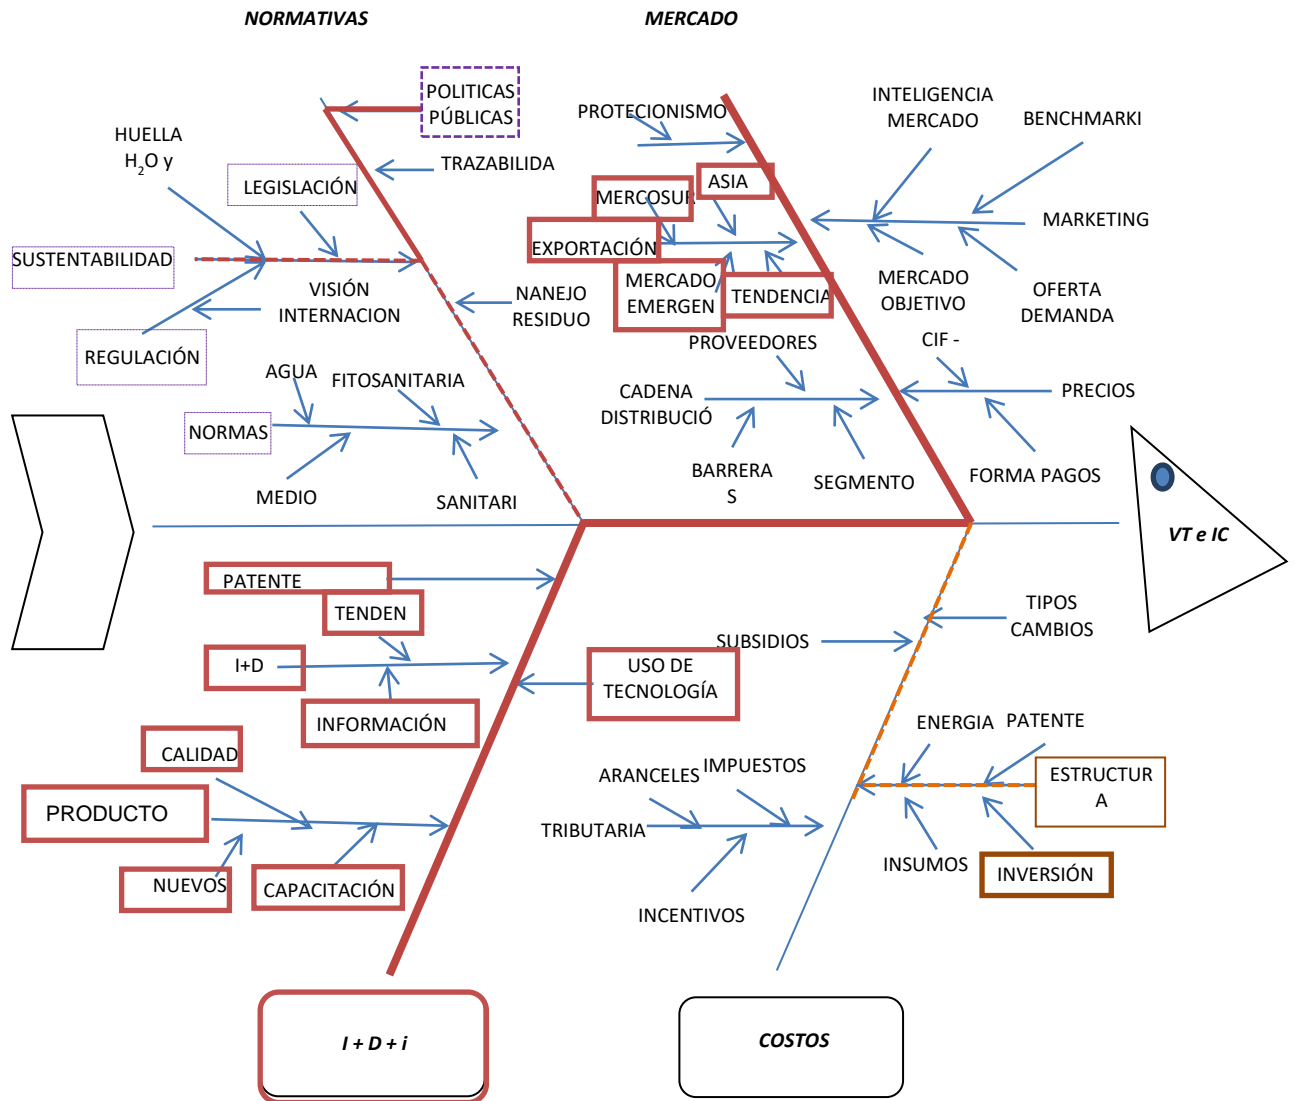 NORMATIVAS
MERCADO
POLITICAS
PÚBLICAS
HUELLA
H2O y
TRAZABILIDA
LEGISLACIÓN
SUSTENTABILIDAD
VISIÓN
INTERNACION
NANEJO
RESIDUO
REGULACIÓN
AGUA
FITOSANITARIA
NORMAS
MEDIO
SANITARI
PROTECIONISMO
INTELIGENCIA
MERCADO
BENCHMARKI
ASIA
MERCOSUR
MARKETING
EXPORTACIÓN
MERCADO
EMERGEN
TENDENCIA
MERCADO
OBJETIVO
OFERTA
DEMANDA
PROVEEDORES
CIF -
CADENA
DISTRIBUCIÓ
PRECIOS
BARRERA
S
SEGMENTO
FORMA PAGOS
VT e IC
PATENTE
TENDEN
I+D
INFORMACIÓN
USO DE
TECNOLOGÍA
CALIDAD
PRODUCTO
NUEVOS
CAPACITACIÓN
SUBSIDIOS
TIPOS
CAMBIOS
ENERGIA
PATENTE
ARANCELES
IMPUESTOS
ESTRUCTUR
A
TRIBUTARIA
INSUMOS
INVERSIÓN
INCENTIVOS
I + D + i
COSTOS